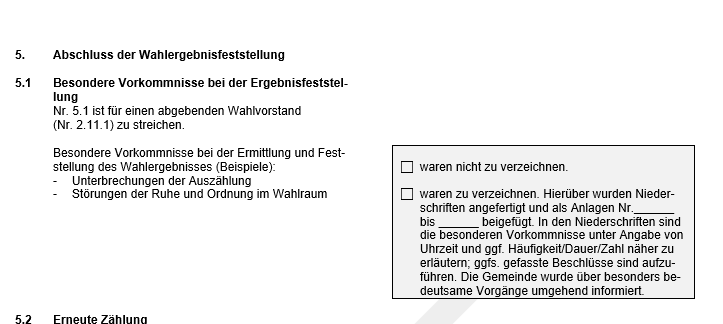 5. Abschluss der Wahlergebnisfeststellung
5.1 Besondere Vorkommnisse bei der Ergebnisfeststel-
lung
Nr. 5.1 ist für einen abgebenden Wahlvorstand
(Nr. 2.11.1) zu streichen.
Besondere Vorkommnisse bei der Ermittlung und Fest-
stellung des Wahlergebnisses (Beispiele):
- Unterbrechungen der Auszählung
- Störungen der Ruhe und Ordnung im Wahlraum
☐ waren nicht zu verzeichnen.
☐ waren zu verzeichnen. Hierüber wurden Nieder-
schriften angefertigt und als Anlagen Nr.______
bis ______ beigefügt. In den Niederschriften sind
die besonderen Vorkommnisse unter Angabe von
Uhrzeit und ggf. Häufigkeit/Dauer/Zahl näher zu
erläutern; ggfs. gefasste Beschlüsse sind aufzu-
führen. Die Gemeinde wurde über besonders be-
deutsame Vorgänge umgehend informiert.
5.2 Erneute Zählung